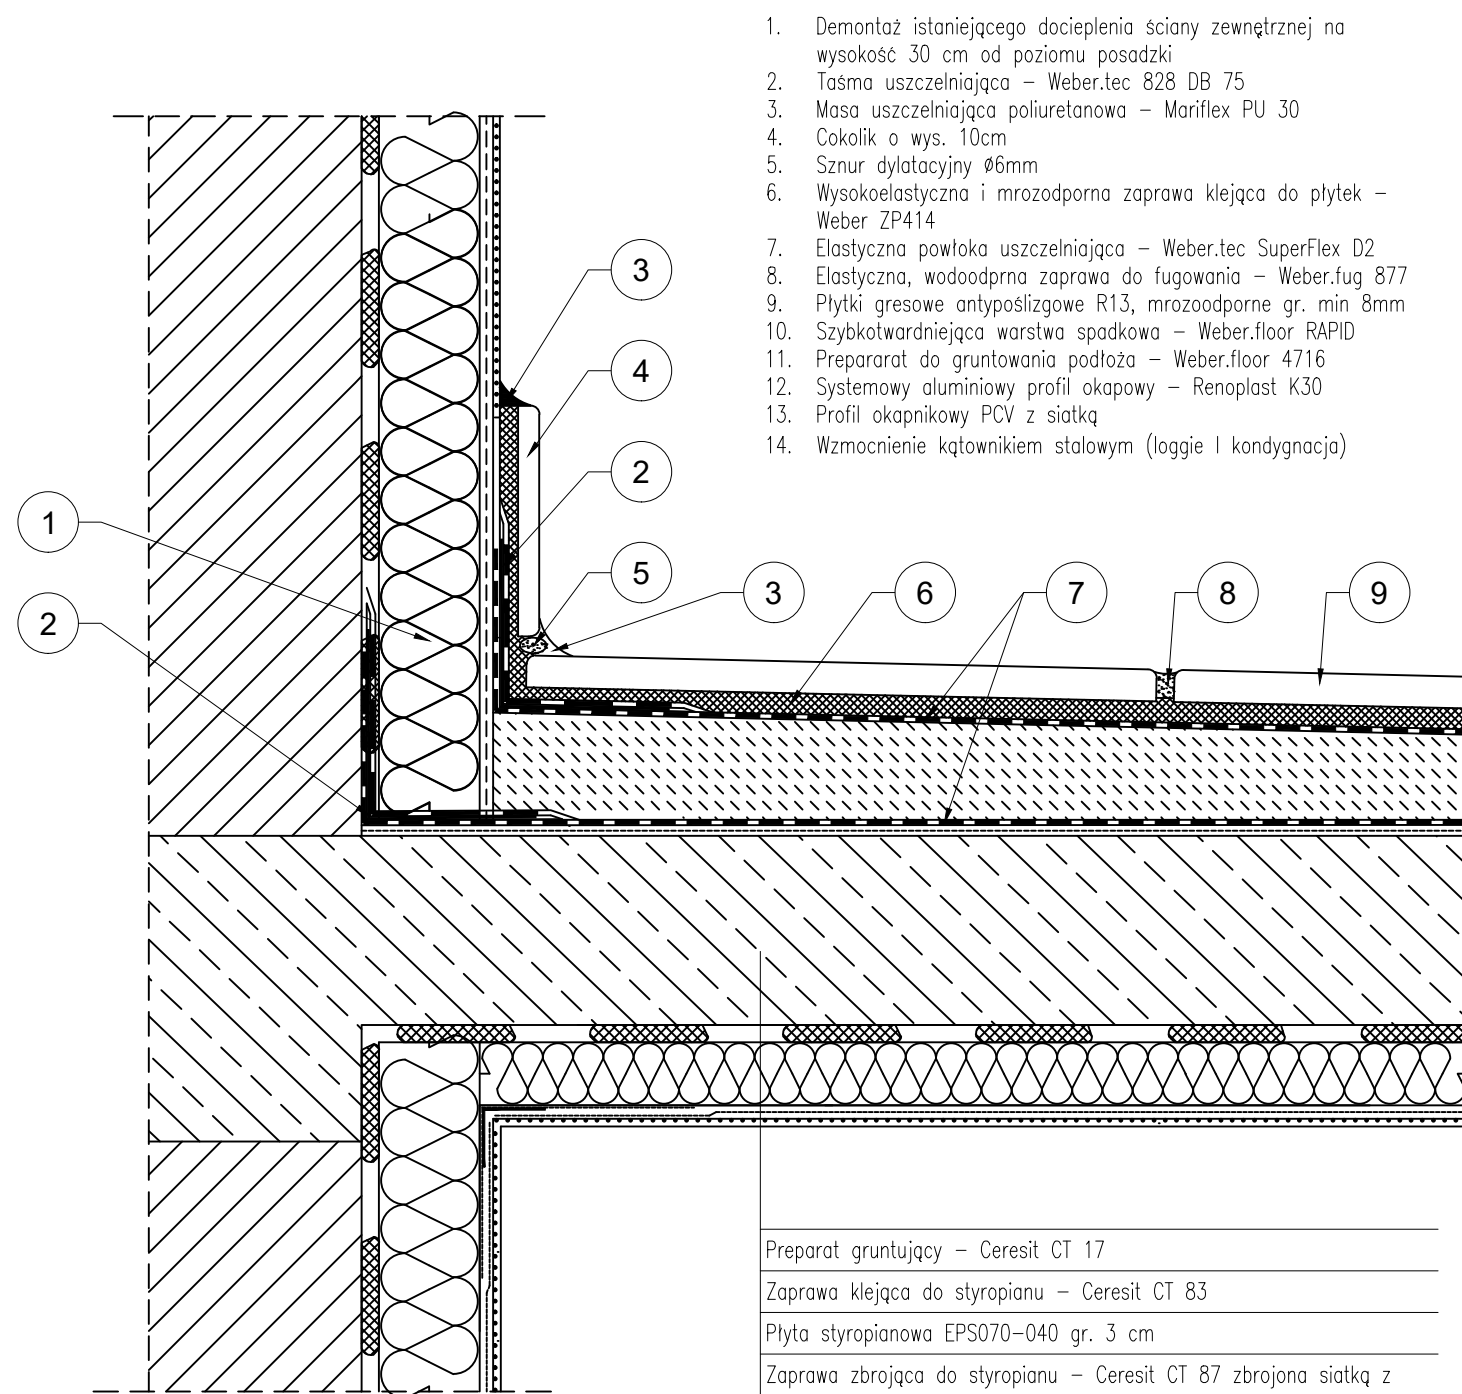 1. Demontaż istaniejącego docieplenia ściany zewnętrznej na
wysokość 30 cm od poziomu posadzki
2. Taśma uszczelniająca – Weber.tec 828 DB 75
3. Masa uszczelniająca poliuretanowa – Mariflex PU 30
4. Cokolik o wys. 10cm
5. Sznur dylatacyjny Ø6mm
6. Wysokoelastyczna i mrozodporna zaprawa klejąca do płytek –
Weber ZP414
7. Elastyczna powłoka uszczelniająca – Weber.tec SuperFlex D2
8. Elastyczna, wodoodprna zaprawa do fugowania – Weber.fug 877
9. Płytki gresowe antypoślizgowe R13, mrozoodporne gr. min 8mm
10. Szybkotwardniejąca warstwa spadkowa – Weber.floor RAPID
11. Prepararat do gruntowania podłoża – Weber.floor 4716
12. Systemowy aluminiowy profil okapowy – Renoplast K30
13. Profil okapnikowy PCV z siatką
14. Wzmocnienie kątownikiem stalowym (loggie I kondygnacja)
3
4
2
1
5
3
6
7
8
9
2
Preparat gruntujący – Ceresit CT 17
Zaprawa klejąca do styropianu – Ceresit CT 83
Płyta styropianowa EPS070–040 gr. 3 cm
Zaprawa zbrojąca do styropianu – Ceresit CT 87 zbrojona siatką z